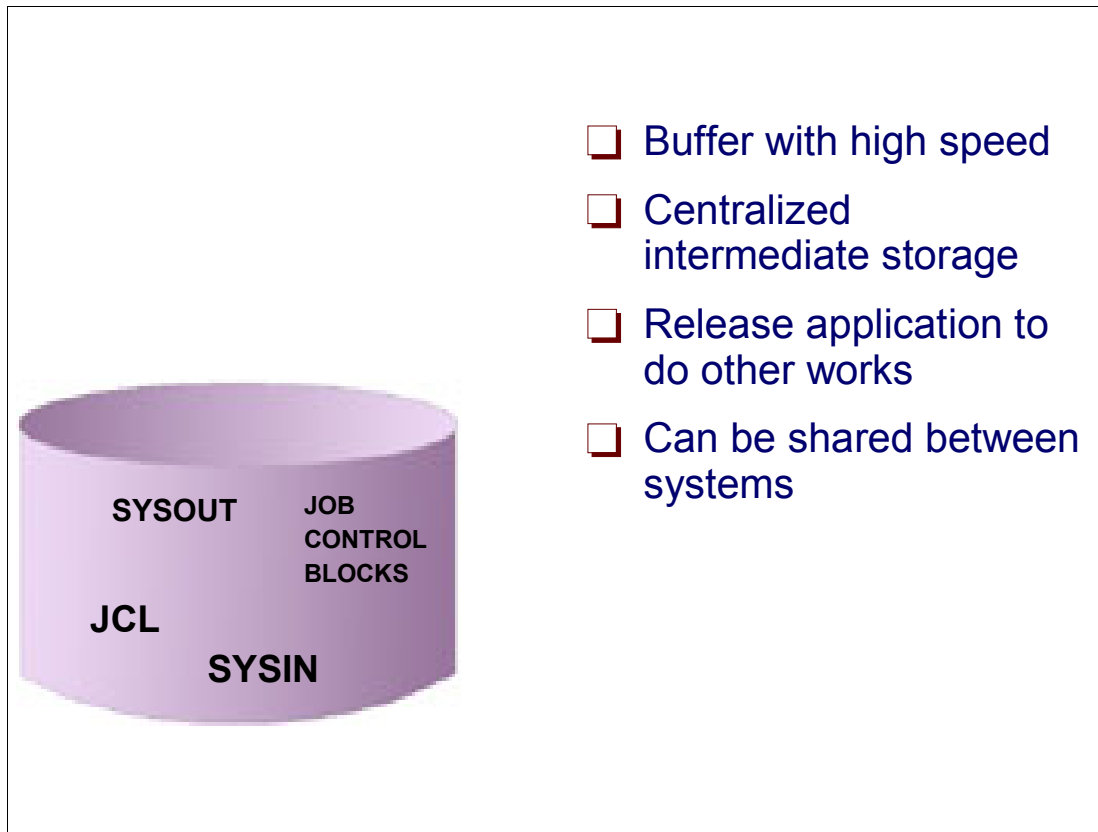 Buffer with high speed
Centralized
intermediate storage
Release application to
do other works
Can be shared between
systems
SYSOUT
JOB
CONTROL
BLOCKS
JCL
SYSIN